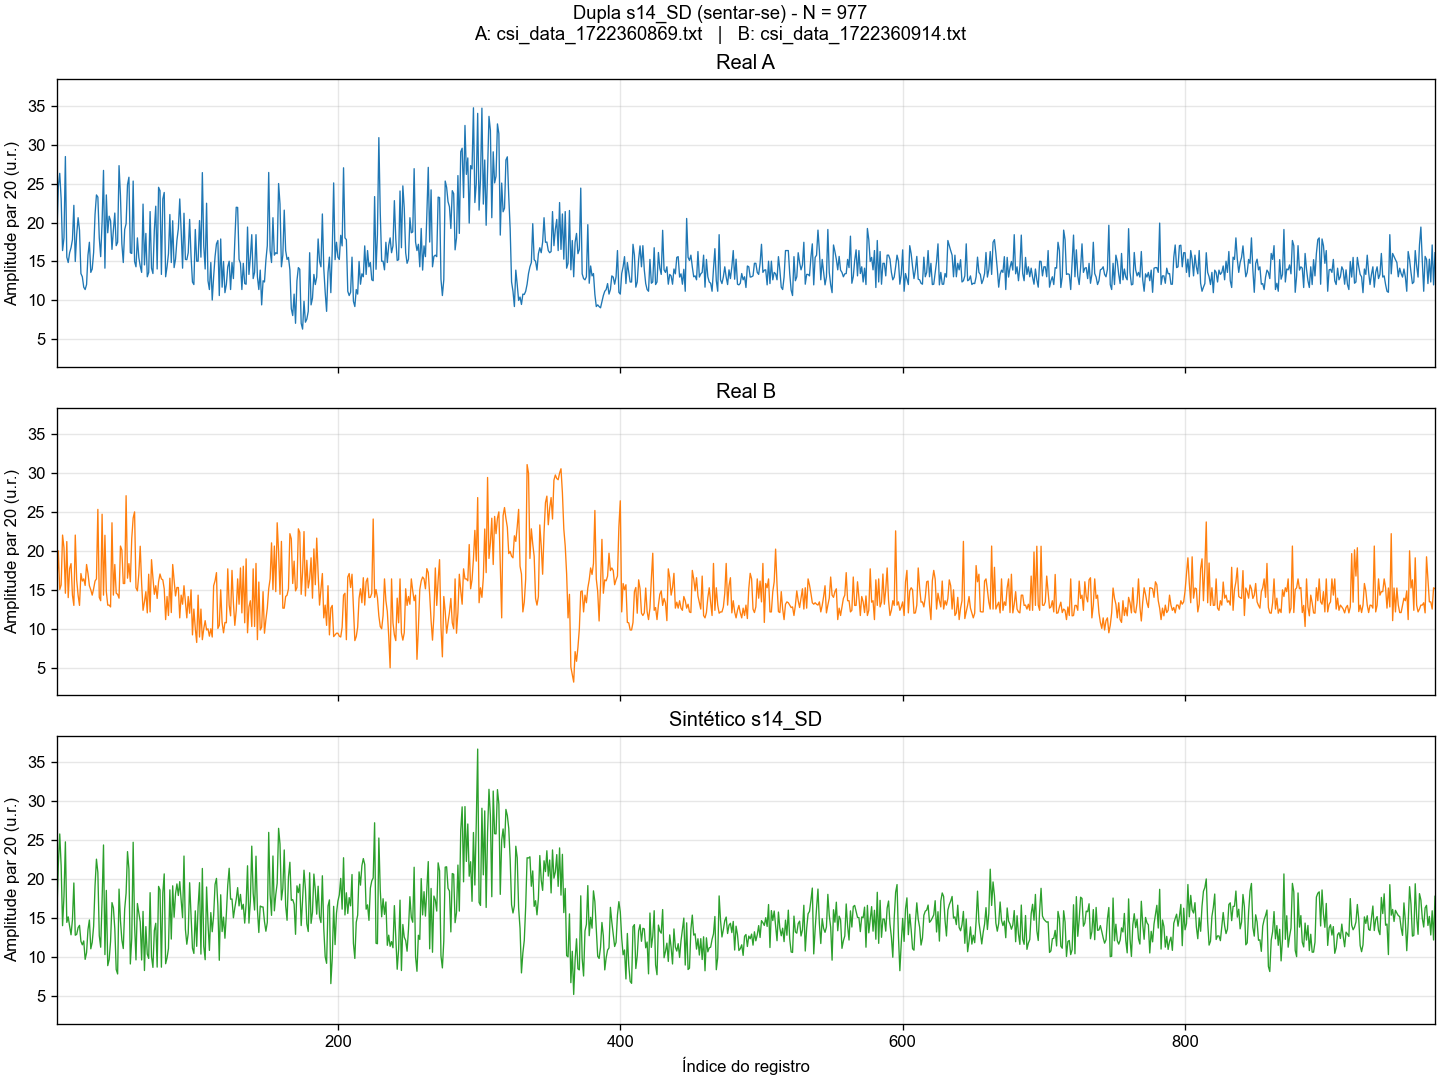 Dupla s14_SD (sentar-se) - N = 977
A: csi_data_1722360869.txt | B: csi_data_1722360914.txt
Real A
Amplitude par 20 (u.r.)
35
30
25
20
15
10
5
Real B
Amplitude par 20 (u.r.)
35
30
25
20
15
10
5
Sintético s14_SD
Amplitude par 20 (u.r.)
35
30
25
20
15
10
5
200 400 600 800
Índice do registro